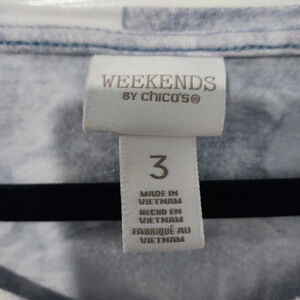 WEEKENDS
BY CHICO'S®
3
MADE IN
VIETNAM
HECHO EN
VIETNAM
FABRIQUÉ AU
VIETNAM